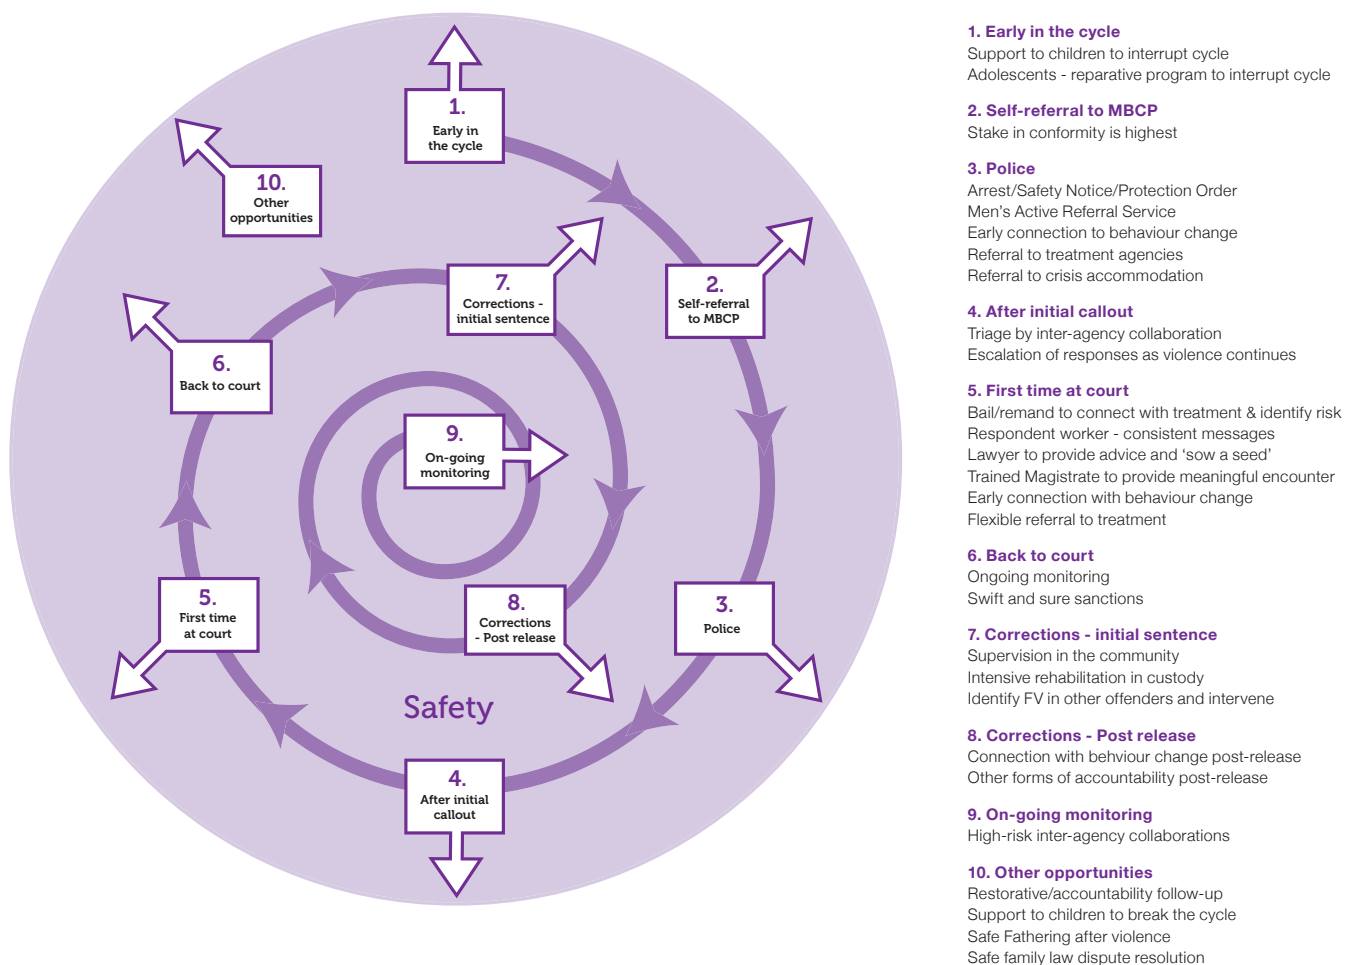 1.
Early in
the cycle
10.
Other
opportunities
7.
Corrections -
initial sentence
2.
Self-referral
to MBCP
6.
Back to court
9.
On-going
monitoring
5.
First time
at court
8.
Corrections
- Post release
3.
Police
Safety
4.
After initial
callout
1. Early in the cycle
Support to children to interrupt cycle
Adolescents - reparative program to interrupt cycle
2. Self-referral to MBCP
Stake in conformity is highest
3. Police
Arrest/Safety Notice/Protection Order
Men’s Active Referral Service
Early connection to behaviour change
Referral to treatment agencies
Referral to crisis accommodation
4. After initial callout
Triage by inter-agency collaboration
Escalation of responses as violence continues
5. First time at court
Bail/remand to connect with treatment & identify risk
Respondent worker - consistent messages
Lawyer to provide advice and ‘sow a seed’
Trained Magistrate to provide meaningful encounter
Early connection with behaviour change
Flexible referral to treatment
6. Back to court
Ongoing monitoring
Swift and sure sanctions
7. Corrections - initial sentence
Supervision in the community
Intensive rehabilitation in custody
Identify FV in other offenders and intervene
8. Corrections - Post release
Connection with behviour change post-release
Other forms of accountability post-release
9. On-going monitoring
High-risk inter-agency collaborations
10. Other opportunities
Restorative/accountability follow-up
Support to children to break the cycle
Safe Fathering after violence
Safe family law dispute resolution